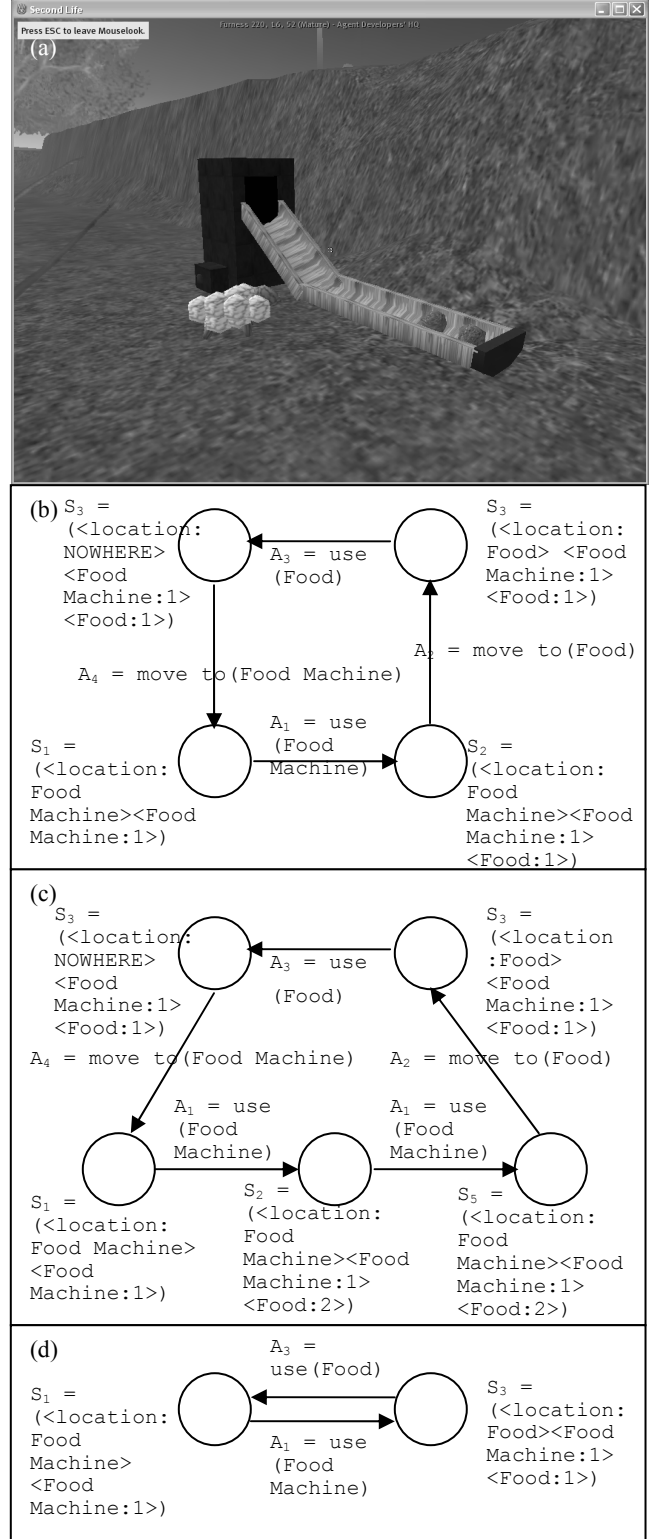 Second Life
Press ESC to leave Mouselook.
Furness 220, 16, 52 (Mature) - Agent Developers' HQ
(a)
(b)
S3 =
(<location:
NOWHERE>
<Food
Machine:1>
<Food:1>)
A3 = use
(Food)
S3 =
(<location:
Food> <Food
Machine:1>
<Food:1>)
A4 = move to(Food Machine)
A2 = move to(Food)
S1 =
(<location:
Food
Machine><Food
Machine:1>)
A1 = use
(Food
Machine)
S2 =
(<location:
Food
Machine><Food
Machine:1>
<Food:1>)
(c)
S3 =
(<location:
NOWHERE>
<Food
Machine:1>
<Food:1>)
A3 = use
(Food)
S3 =
(<location
:Food>
<Food
Machine:1>
<Food:1>)
A4 = move to(Food Machine)
A2 = move to(Food)
A1 = use
(Food
Machine)
A1 = use
(Food
Machine)
S1 =
(<location:
Food Machine>
<Food
Machine:1>)
S2 =
(<location:
Food
Machine><Food
Machine:1>
<Food:2>)
S5 =
(<location:
Food
Machine><Food
Machine:1>
<Food:2>)
(d)
A3 =
use(Food)
S1 =
(<location:
Food
Machine>
<Food
Machine:1>)
A1 = use
(Food
Machine)
S3 =
(<location:
Food><Food
Machine:1>
<Food:1>)